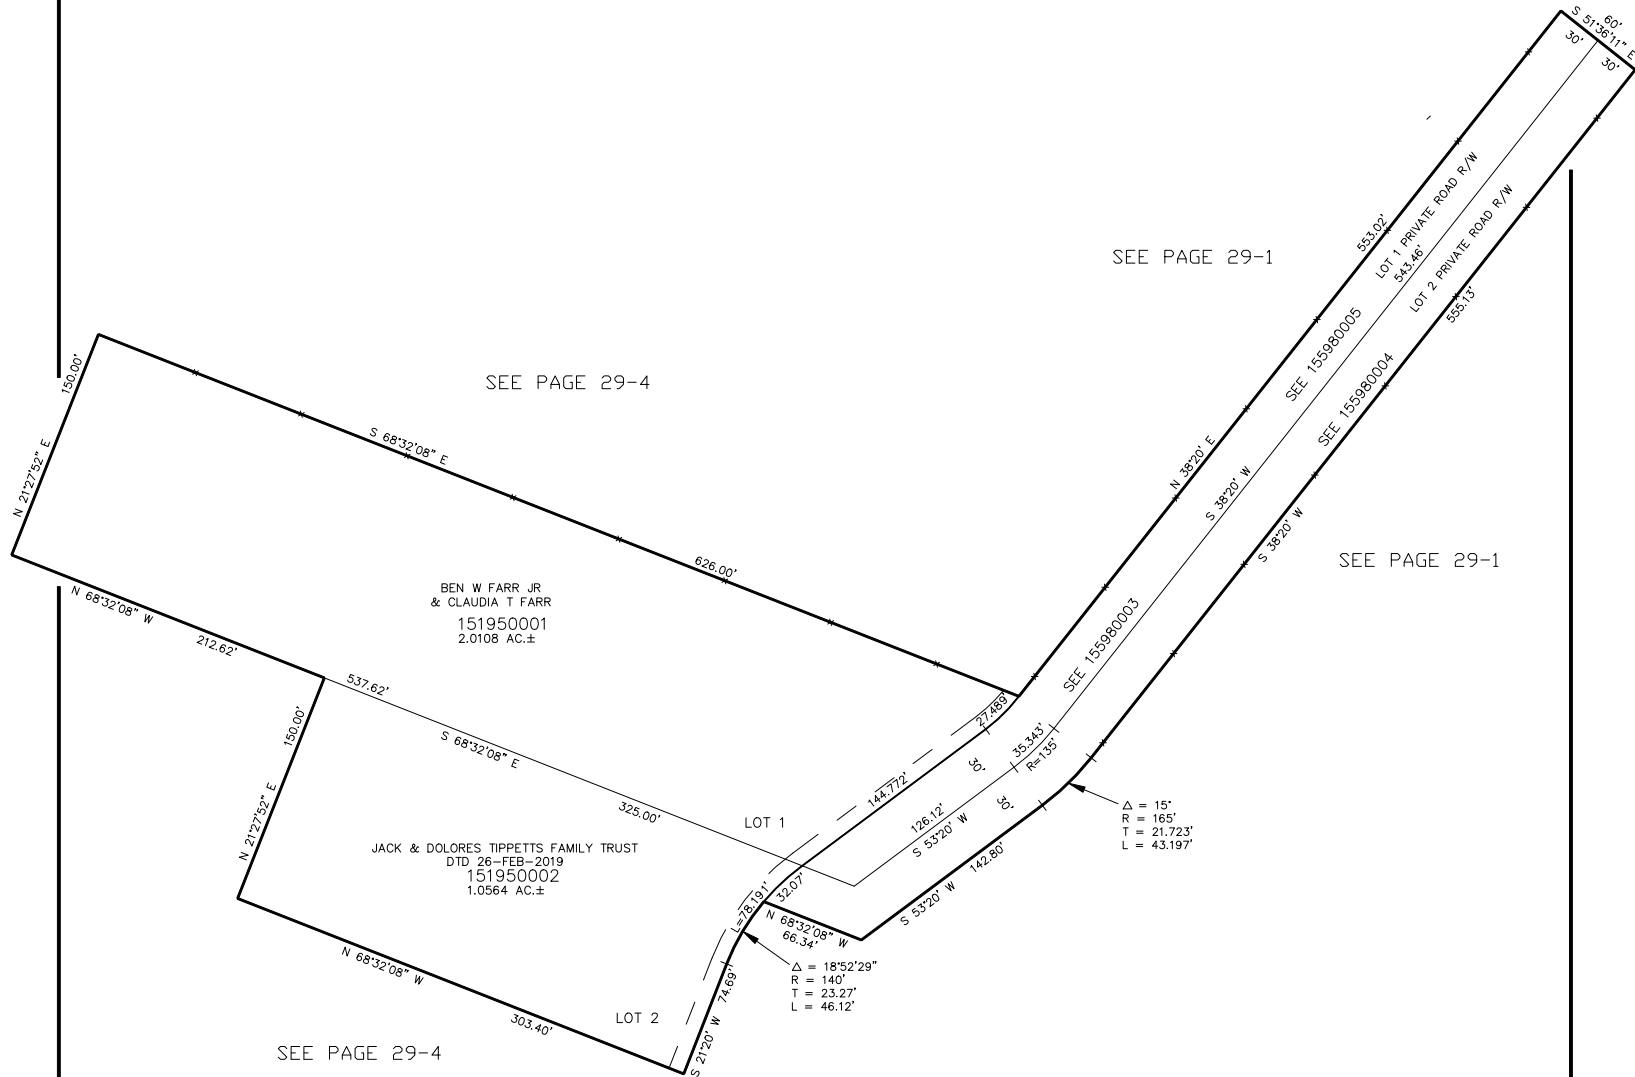 60'
S 51°36'11" E
30'
30'
LOT 1 PRIVATE ROAD R/W
543.46'
553.02'
LOT 2 PRIVATE ROAD R/W
555.13'
SEE PAGE 29-1
SEE 155980005
SEE 155980004
150.00'
SEE PAGE 29-4
S 68°32'08" E
N 21°27'52" E
N 38°20' E
S 38°20' W
S 38°20' W
SEE PAGE 29-1
626.00'
N 68°32'08" W
212.62'
BEN W FARR JR
& CLAUDIA T FARR
151950001
2.0108 AC.±
SEE 155980003
537.62'
27.489'
150.00'
S 68°32'08" E
35.343'
R=135'
30'
144.772'
30'
325.00'
126.12'
S 53°20' W
Δ = 15°
R = 165'
T = 21.723'
L = 43.197'
LOT 1
N 21°27'52" E
JACK & DOLORES TIPPETTS FAMILY TRUST
DTD 26-FEB-2019
151950002
1.0564 AC.±
142.80'
S 53°20' W
L=78.191'
32.07'
N 68°32'08" W
66.34'
N 68°32'08" W
74.69'
Δ = 18°52'29"
R = 140'
T = 23.27'
L = 46.12'
303.40'
LOT 2
S 21°20' W
SEE PAGE 29-4